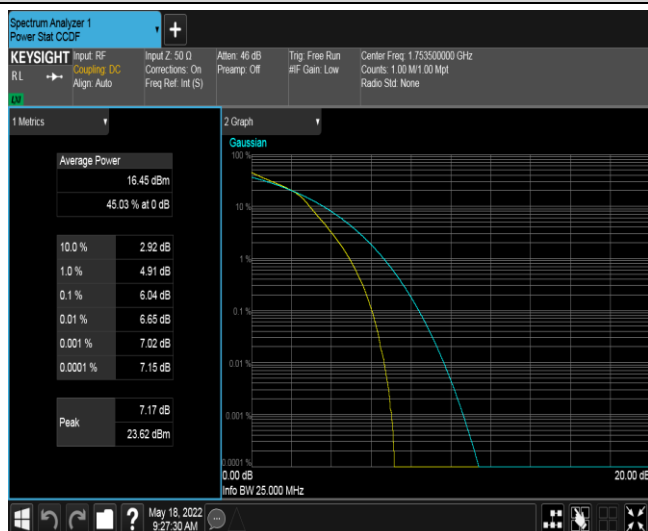 Spectrum Analyzer 1
Power Stat CCDF
KEYSIGHT
RL
Input: RF
Coupling: DC
Align: Auto
Input Z: 50 Ω
Corrections: On
Freq Ref: Int (S)
Atten: 46 dB
Preamp: Off
Trig: Free Run
#IF Gain: Low
Center Freq: 1.753500000 GHz
Counts: 1.00 M/1.00 Mpt
Radio Std: None
1 Metrics
Average Power
16.45 dBm
45.03 % at 0 dB
10.0 % 2.92 dB
1.0 % 4.91 dB
0.1 % 6.04 dB
0.01 % 6.65 dB
0.001 % 7.02 dB
0.0001 % 7.15 dB
Peak
7.17 dB
23.62 dBm
2 Graph
Gaussian
100 %
10 %
1 %
0.1 %
0.01 %
0.001 %
0.0001 %
0.00 dB
20.00 dB
Info BW 25.000 MHz
May 18, 2022
9:27:30 AM